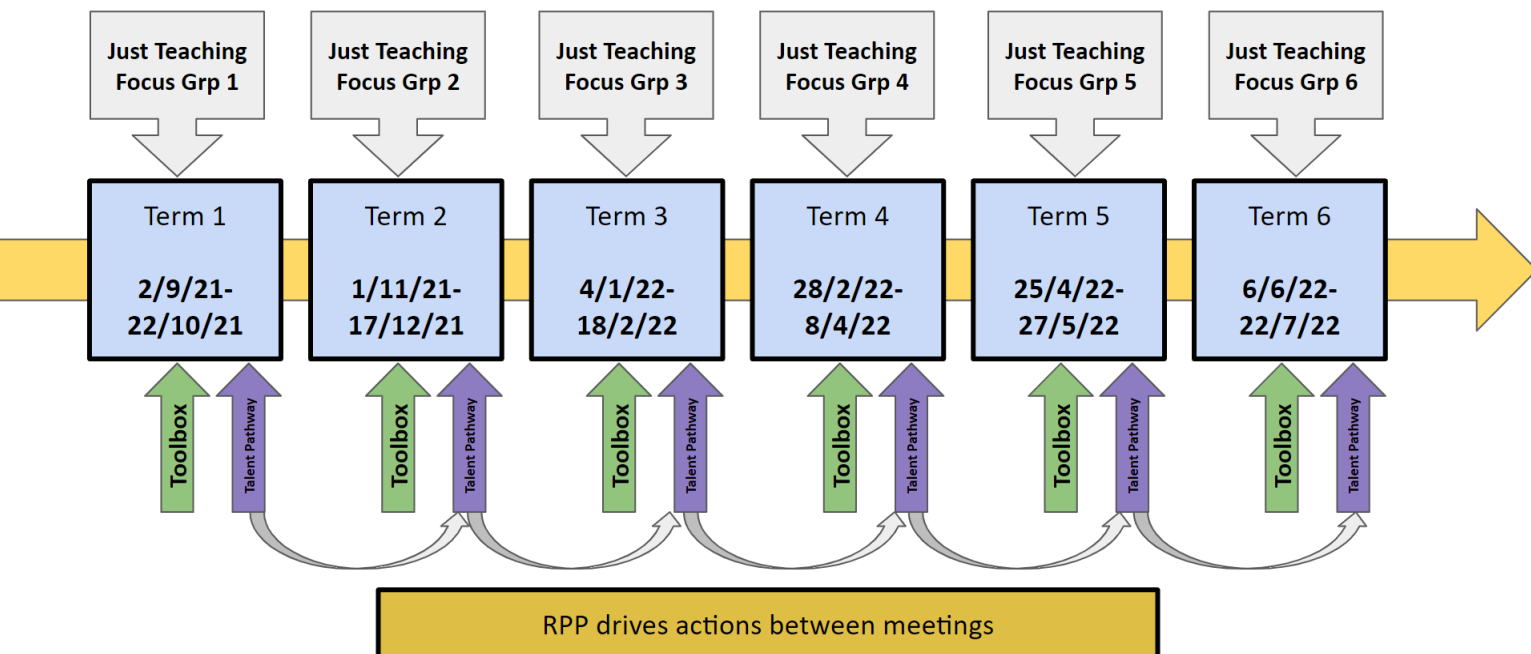 Just Teaching
Focus Grp 1
Just Teaching
Focus Grp 2
Just Teaching
Focus Grp 3
Just Teaching
Focus Grp 4
Just Teaching
Focus Grp 5
Just Teaching
Focus Grp 6
Term 1
2/9/21-
22/10/21
Term 2
1/11/21-
17/12/21
Term 3
4/1/22-
18/2/22
Term 4
28/2/22-
8/4/22
Term 5
25/4/22-
27/5/22
Term 6
6/6/22-
22/7/22
Toolbox
Talent Pathway
Toolbox
Talent Pathway
Toolbox
Talent Pathway
Toolbox
Talent Pathway
Toolbox
Talent Pathway
Toolbox
Talent Pathway
RPP drives actions between meetings